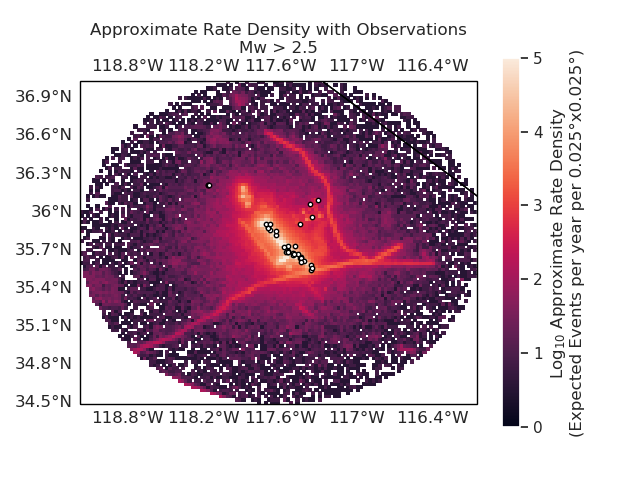 Approximate Rate Density with Observations
Mw > 2.5
118.8°W 118.2°W 117.6°W 117°W 116.4°W
36.9°N
36.6°N
36.3°N
36°N
35.7°N
35.4°N
35.1°N
34.8°N
34.5°N
118.8°W 118.2°W 117.6°W 117°W 116.4°W
5
4
3
2
1
0
Log₁₀ Approximate Rate Density
(Expected Events per year per 0.025°x0.025°)